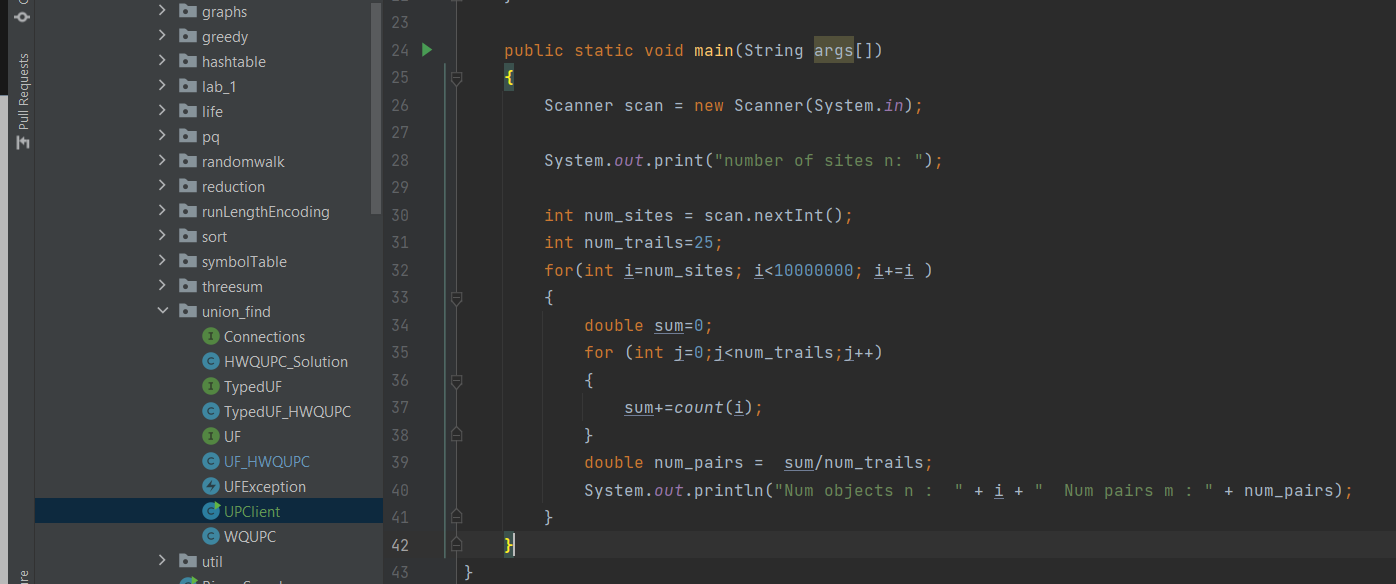 Pull Requests
graphs
greedy
hashtable
lab_1
life
pq
randomwalk
reduction
runLengthEncoding
sort
symbolTable
threesum
union_find
I Connections
C HWQUPC_Solution
I TypedUF
C TypedUF_HWQUPC
I UF
C UF_HWQUPC
UFException
C UPClient
C WQUPC
util
23
24 public static void main(String args[])
25 {
26 Scanner scan = new Scanner(System.in);
27
28 System.out.print("number of sites n: ");
29
30 int num_sites = scan.nextInt();
31 int num_trails=25;
32 for(int i=num_sites; i<10000000; i+=i )
33 {
34 double sum=0;
35 for (int j=0;j<num_trails;j++)
36 {
37 sum+=count(i);
38 }
39 double num_pairs =  sum/num_trails;
40 System.out.println("Num objects n :  " + i + "  Num pairs m : " + num_pairs);
41 }
42 }
43 }